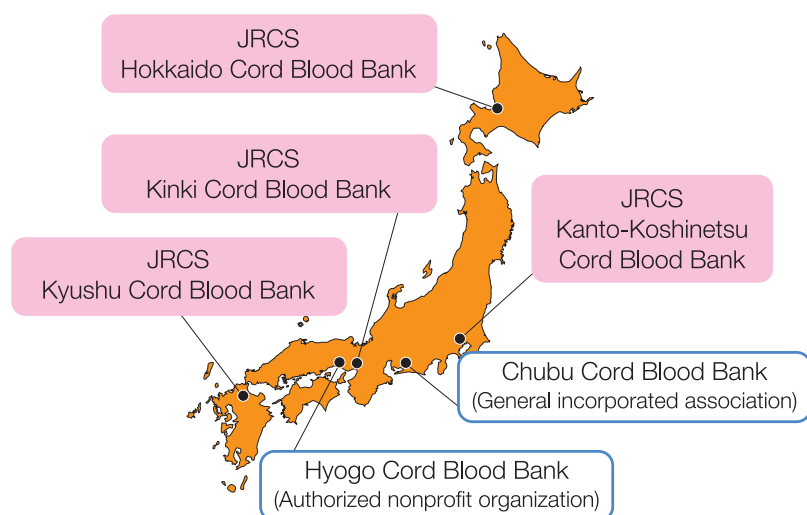 JRCS
Hokkaido Cord Blood Bank
JRCS
Kinki Cord Blood Bank
JRCS
Kanto-Koshinetsu
Cord Blood Bank
JRCS
Kyushu Cord Blood Bank
Chubu Cord Blood Bank
(General incorporated association)
Hyogo Cord Blood Bank
(Authorized nonprofit organization)